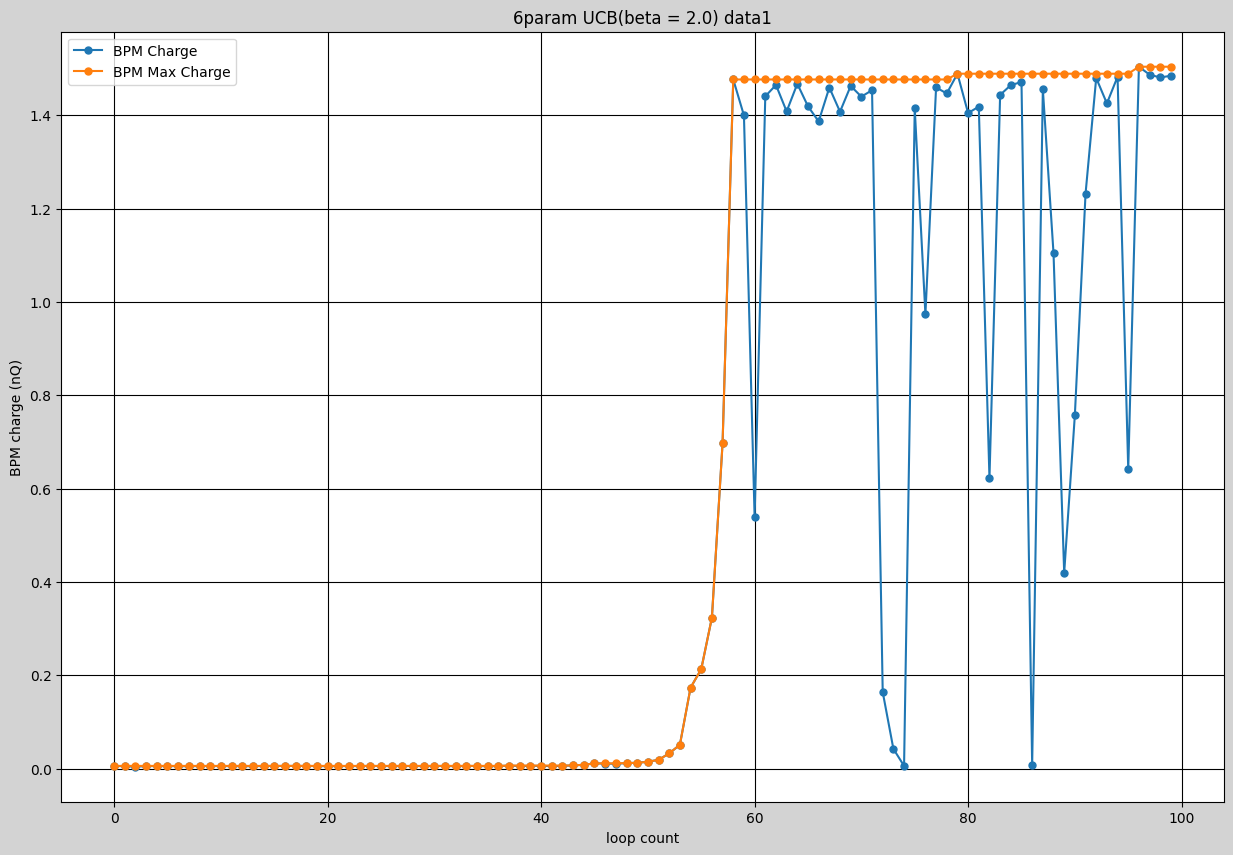 6param UCB(beta = 2.0) data1
BPM Charge
BPM Max Charge
BPM charge (nQ)
1.4
1.2
1.0
0.8
0.6
0.4
0.2
0.0
0 20 40 60 80 100
loop count